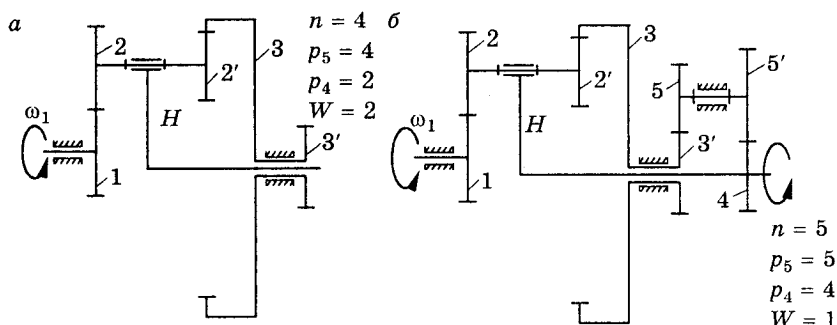 а
2
3
2'
ω₁
H
3'
1
n = 4
p₅ = 4
p₄ = 2
W = 2
б
2
3
5'
2'
5
ω₁
H
3'
1
4
n = 5
p₅ = 5
p₄ = 4
W = 1